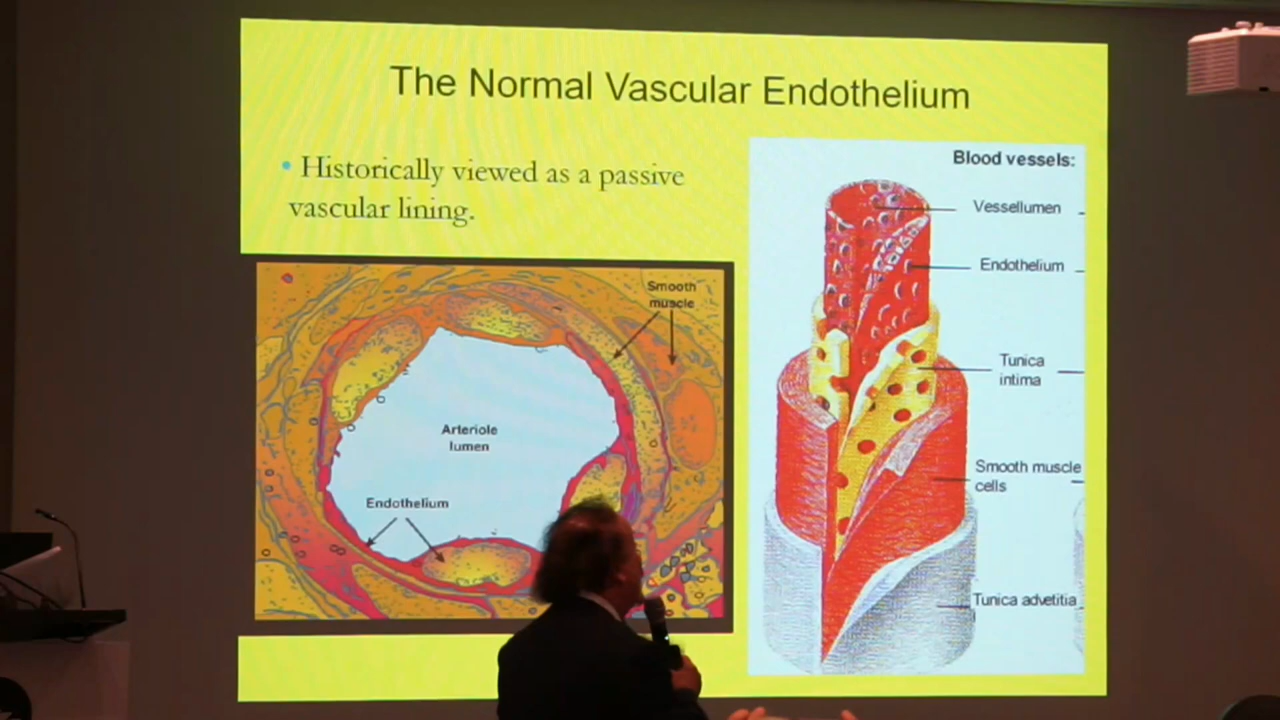 The Normal Vascular Endothelium
• Historically viewed as a passive
vascular lining.
Smooth
muscle
Arteriole
lumen
Endothelium
Blood vessels:
Vessellumen
Endothelium
Tunica
intima
Smooth muscle
cells
Tunica advetitia